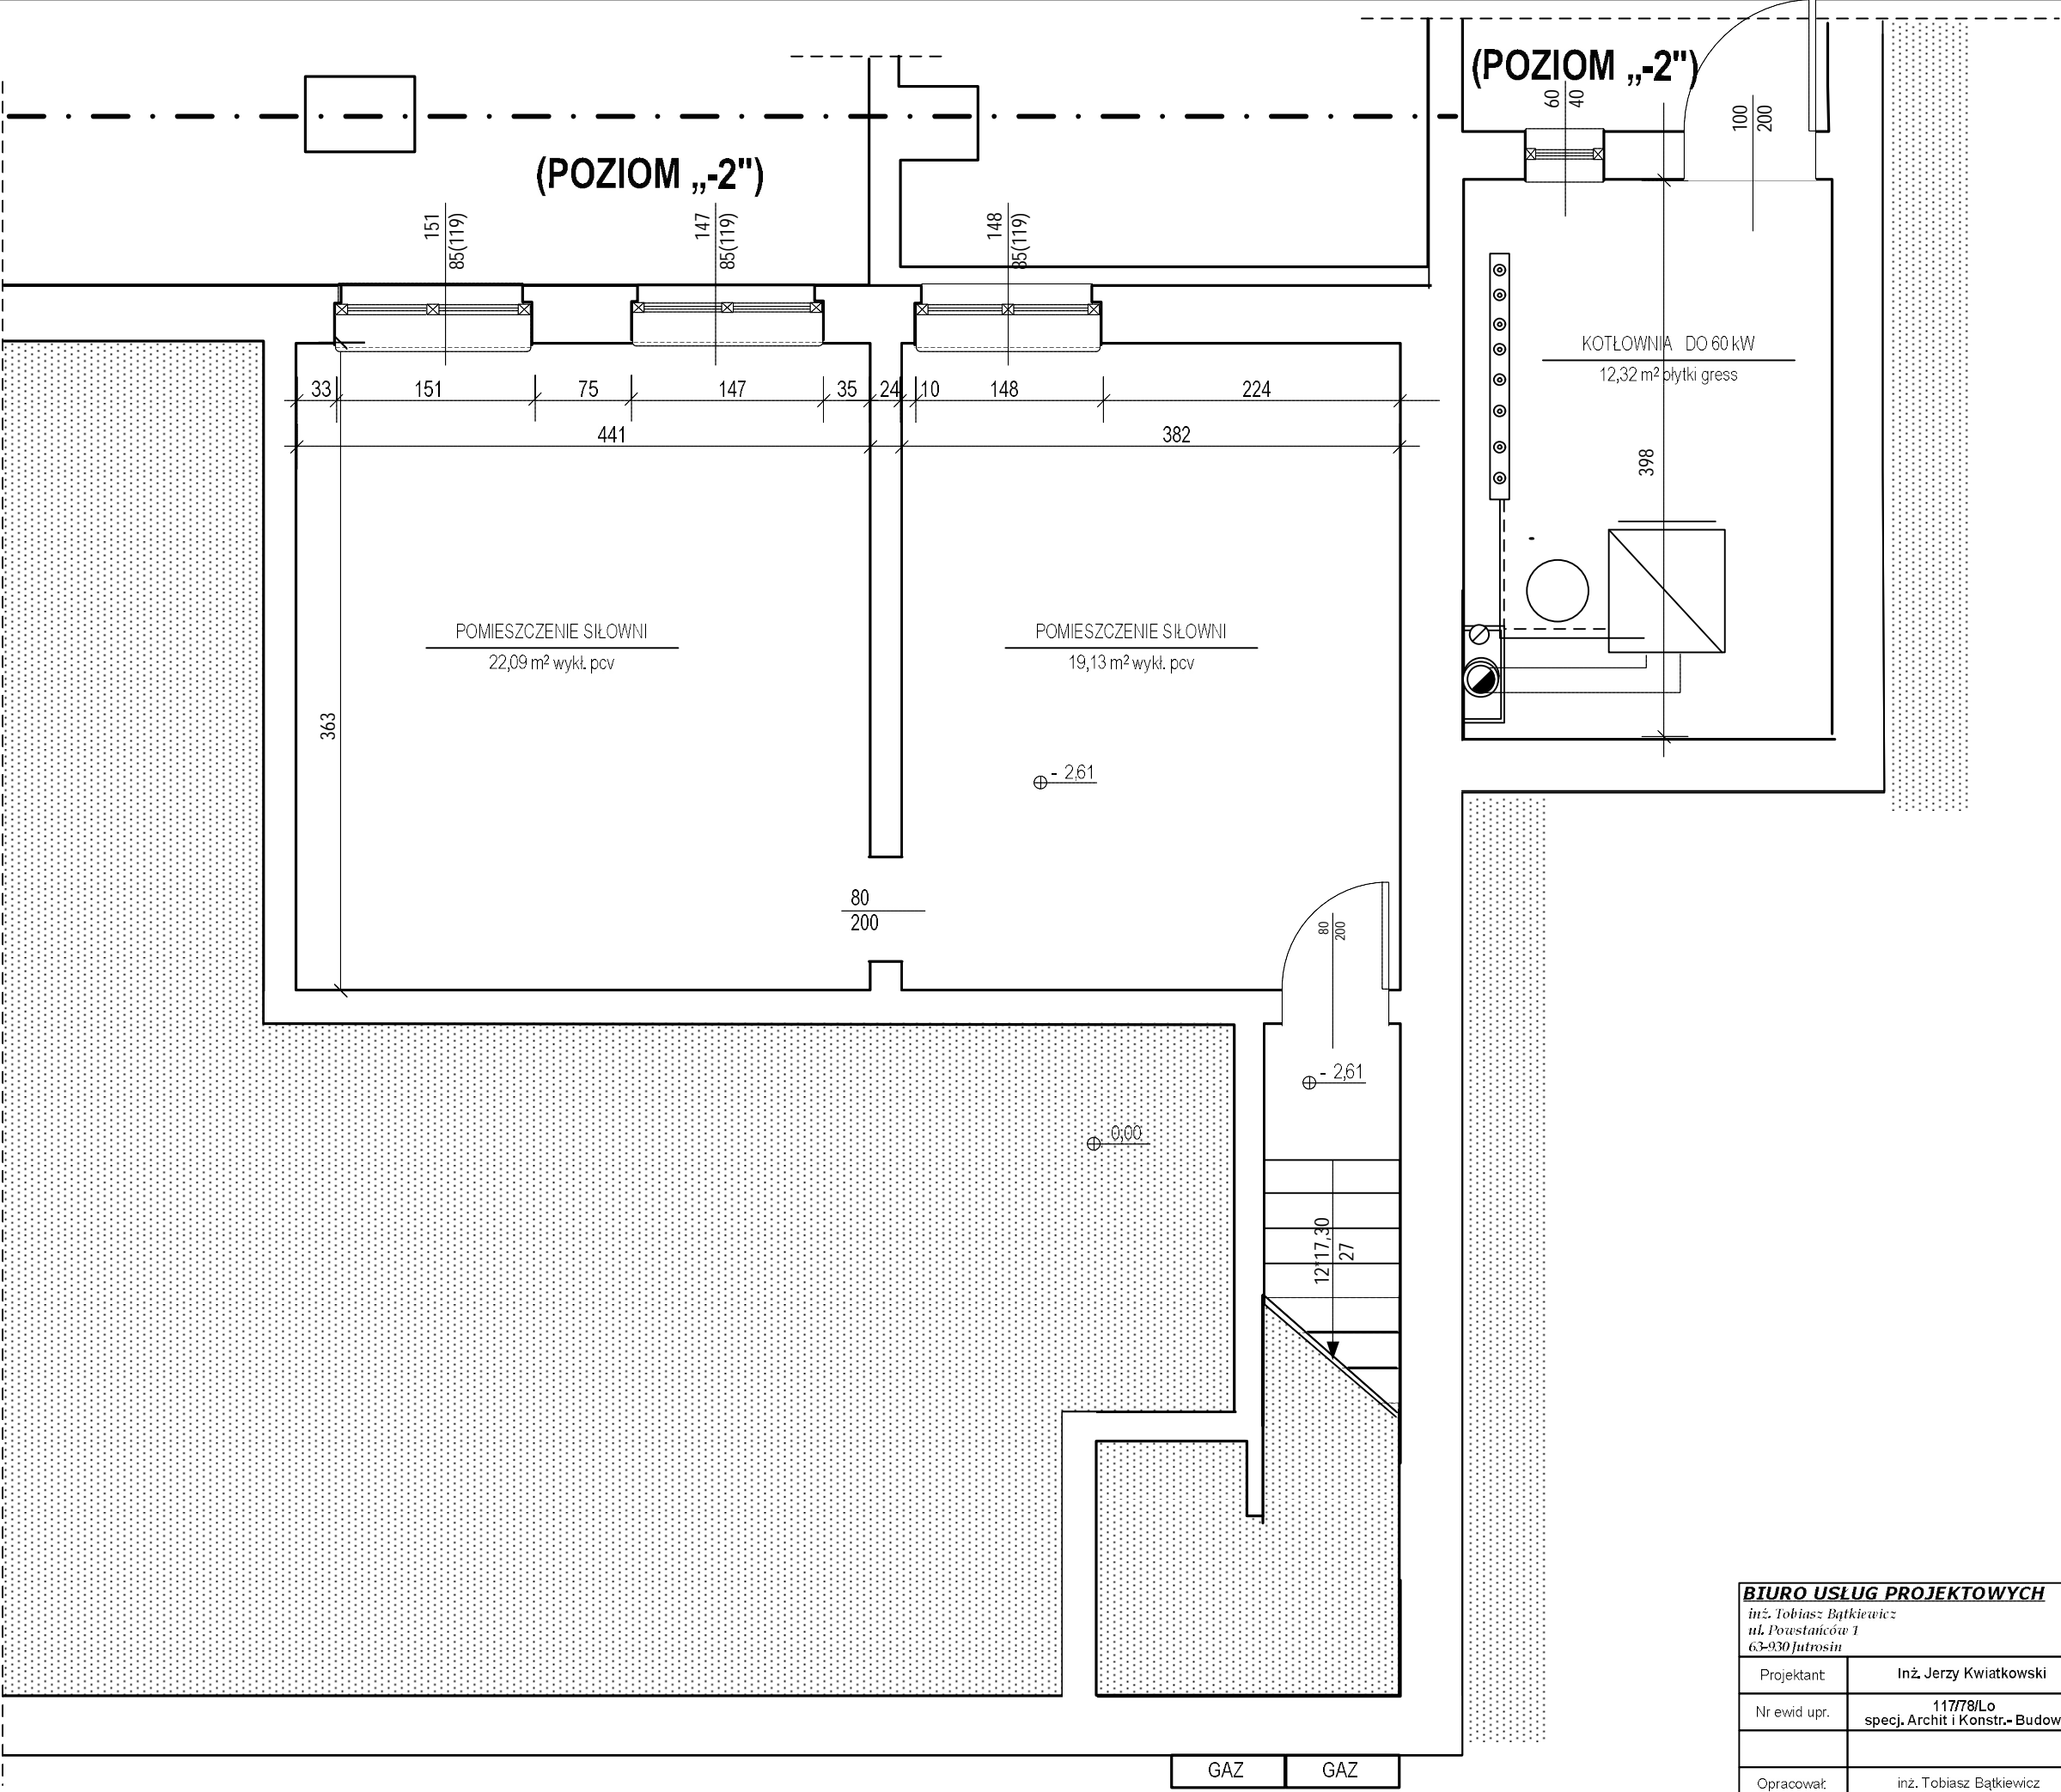 (POZIOM „-2")
60
40
100
200
(POZIOM „-2")
151
85(119)
147
85(119)
148
85(119)
KOTŁOWNIA DO 60 kW
12,32 m² płytki gress
33 151 75 147 35 24 10 148 224
441 382
398
POMIESZCZENIE SIŁOWNI
22,09 m² wykł. pcv
POMIESZCZENIE SIŁOWNI
19,13 m² wykł. pcv
363
- 2,61
80
200
80
200
- 2,61
0,00
12*17,30
27
BIURO USŁUG PROJEKTOWYCH
inż. Tobiasz Bątkiewicz
ul. Powstańców 1
63-930 Jutrosin
Projektant: Inż. Jerzy Kwiatkowski
Nr ewid upr. 117/78/Lo
specj. Archit i Konstr.- Budow
Opracował: inż. Tobiasz Bątkiewicz
GAZ GAZ